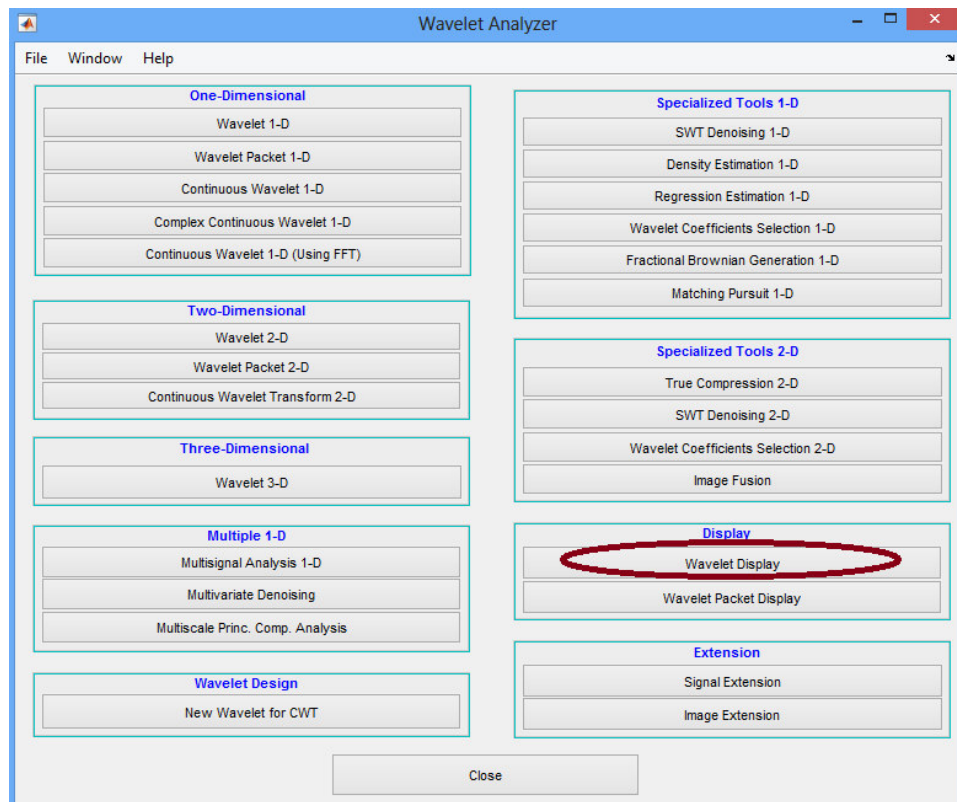 Wavelet Analyzer
File Window Help
One-Dimensional
Wavelet 1-D
Wavelet Packet 1-D
Continuous Wavelet 1-D
Complex Continuous Wavelet 1-D
Continuous Wavelet 1-D (Using FFT)
Two-Dimensional
Wavelet 2-D
Wavelet Packet 2-D
Continuous Wavelet Transform 2-D
Three-Dimensional
Wavelet 3-D
Multiple 1-D
Multisignal Analysis 1-D
Multivariate Denoising
Multiscale Princ. Comp. Analysis
Wavelet Design
New Wavelet for CWT
Specialized Tools 1-D
SWT Denoising 1-D
Density Estimation 1-D
Regression Estimation 1-D
Wavelet Coefficients Selection 1-D
Fractional Brownian Generation 1-D
Matching Pursuit 1-D
Specialized Tools 2-D
True Compression 2-D
SWT Denoising 2-D
Wavelet Coefficients Selection 2-D
Image Fusion
Display
Wavelet Display
Wavelet Packet Display
Extension
Signal Extension
Image Extension
Close